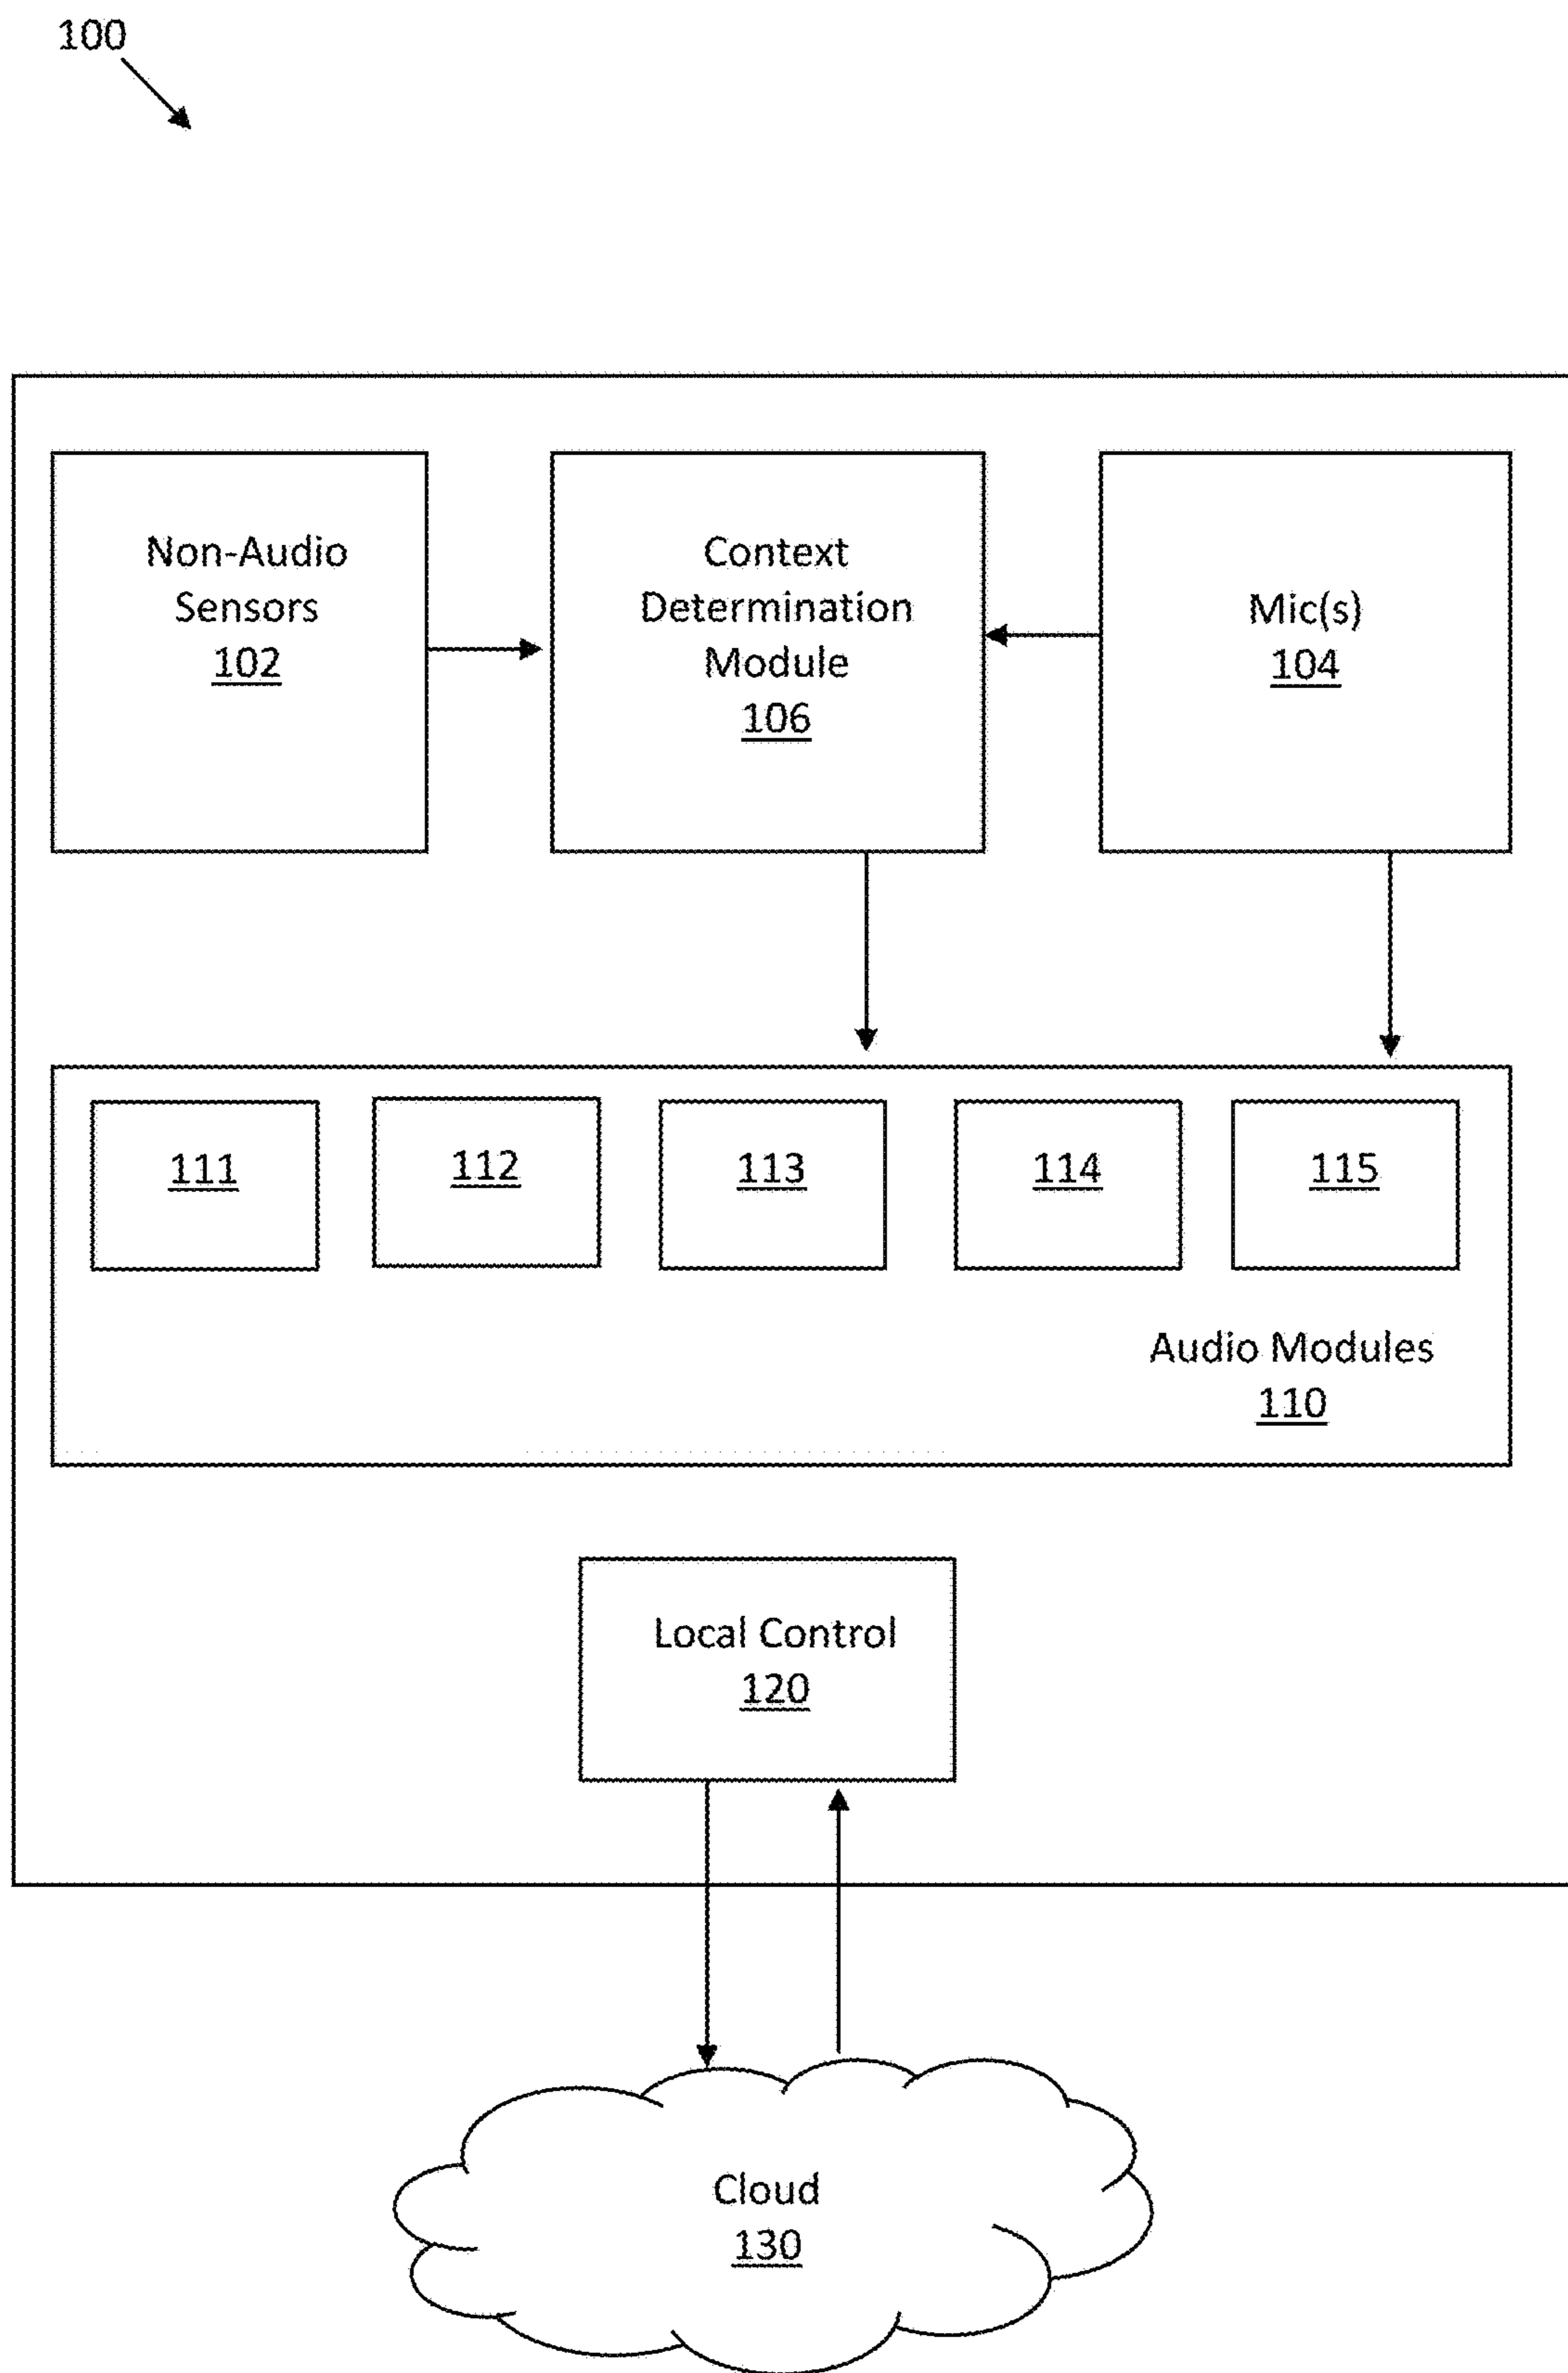 100
Non-Audio
Sensors
102
Context
Determination
Module
106
Mic(s)
104
111
112
113
114
115
Audio Modules
110
Local Control
120
Cloud
130